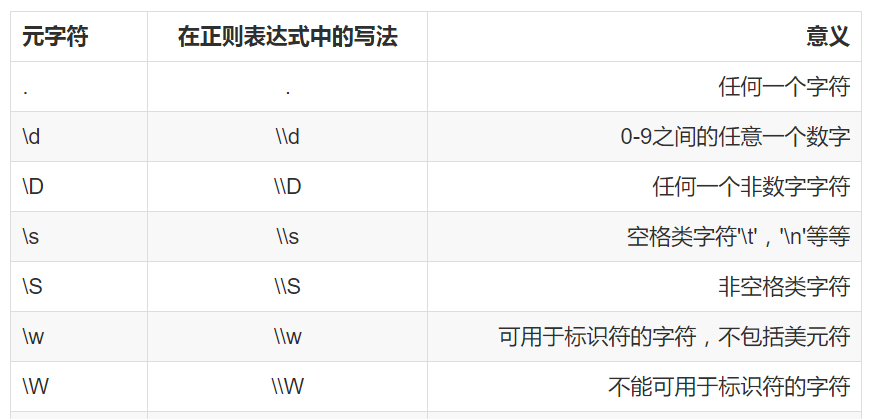 元字符 在正则表达式中的写法 意义
. . 任何一个字符
\d \\d 0-9之间的任意一个数字
\D \\D 任何一个非数字字符
\s \\s 空格类字符'\t'，'\n'等等
\S \\S 非空格类字符
\w \\w 可用于标识符的字符，不包括美元符
\W \\W 不能可用于标识符的字符